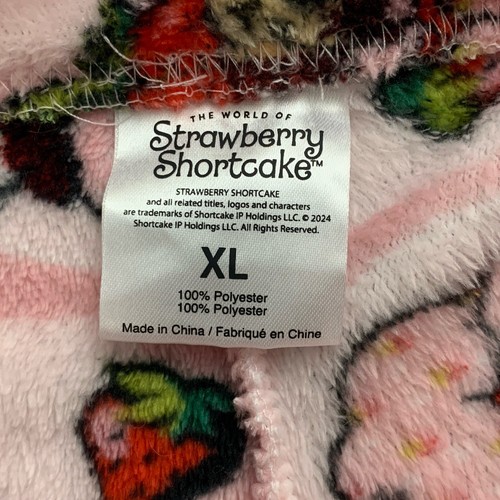 THE WORLD OF
Strawberry
Shortcake™
STRAWBERRY SHORTCAKE
and all related titles, logos and characters
are trademarks of Shortcake IP Holdings LLC. © 2024
Shortcake IP Holdings LLC. All Rights Reserved.
XL
100% Polyester
100% Polyester
Made in China / Fabriqué en Chine